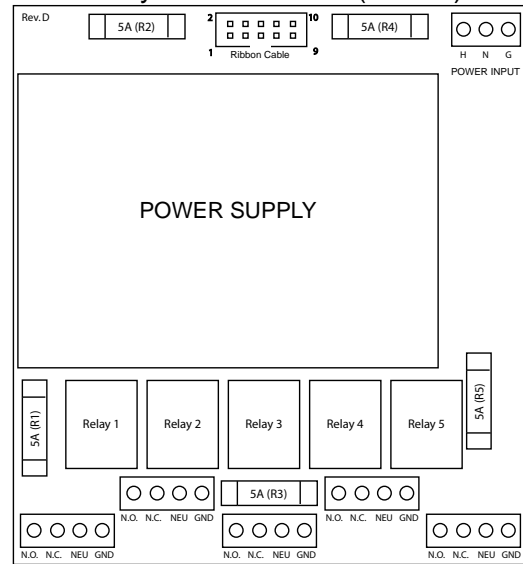 Rev.D
5A (R2)
2
10
1
Ribbon Cable
9
5A (R4)
H N G
POWER INPUT
POWER SUPPLY
5A (R1)
Relay 1
Relay 2
Relay 3
Relay 4
Relay 5
5A (R5)
5A (R3)
N.O. N.C. NEU GND
N.O. N.C. NEU GND
N.O. N.C. NEU GND
N.O. N.C. NEU GND
N.O. N.C. NEU GND